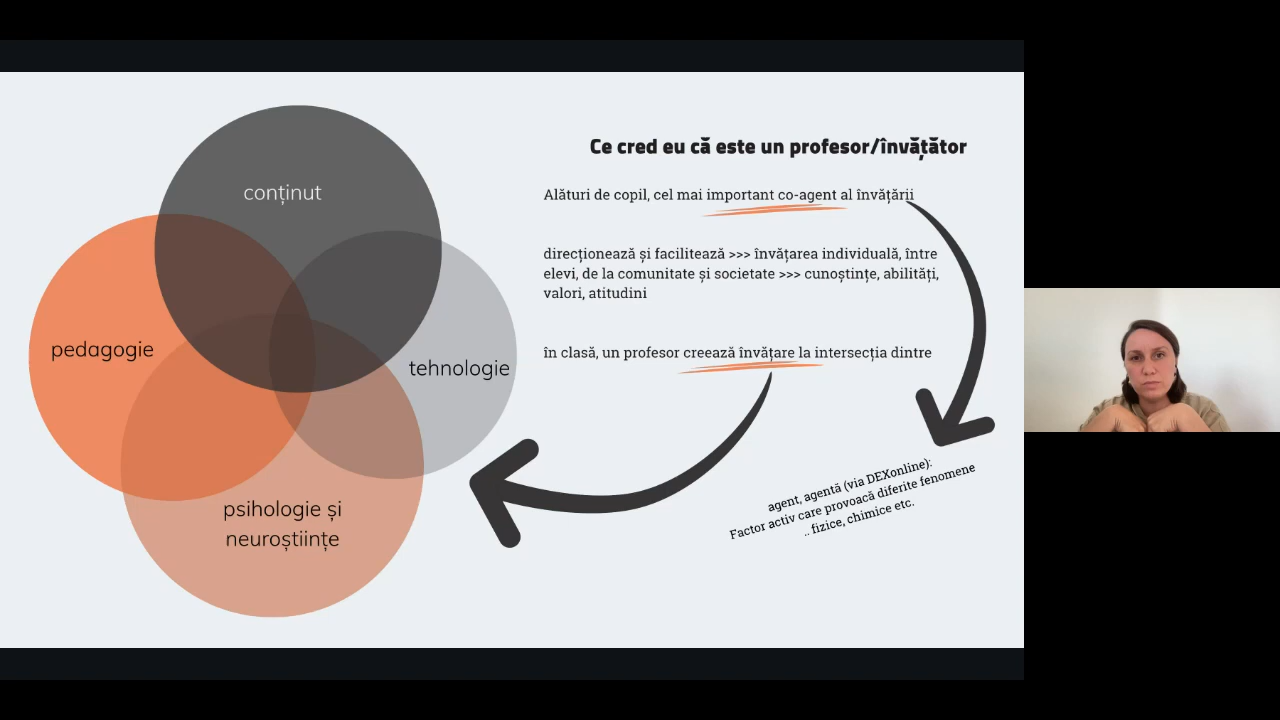 conținut
pedagogie
tehnologie
psihologie și
neuroștiințe
Ce cred eu că este un profesor/învățător
Alături de copil, cel mai important co-agent al învățării
direcționează și facilitează >>> învățarea individuală, între
elevi, de la comunitate și societate >>> cunoștințe, abilități,
valori, atitudini
în clasă, un profesor creează învățare la intersecția dintre
agent, agentă (via DEXonline):
Factor activ care provoacă diferite fenomene
.. fizice, chimice etc.